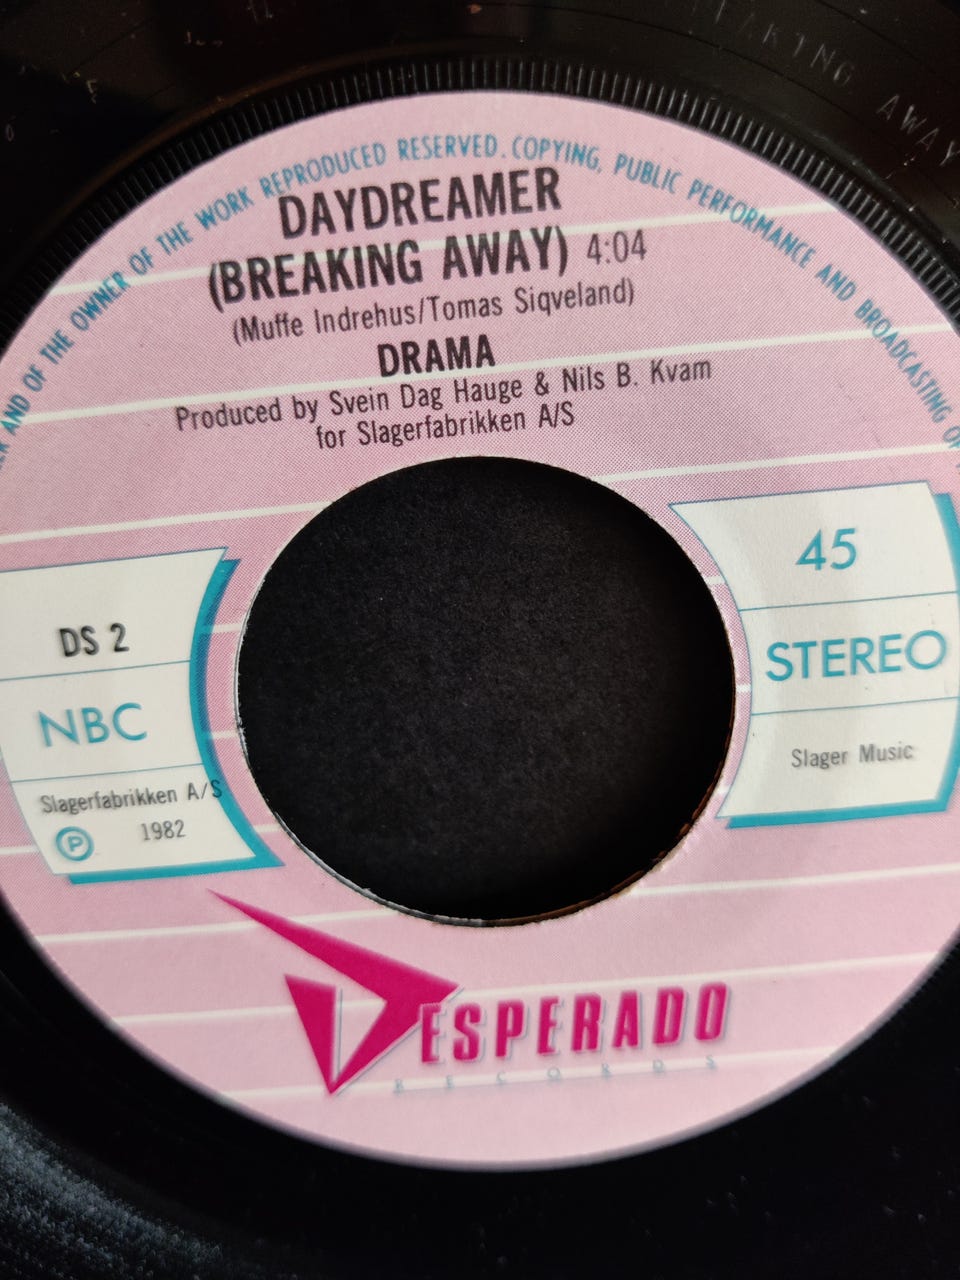 AND OF THE OWNER OF THE WORK REPRODUCED RESERVED. COPYING, PUBLIC PERFORMANCE AND BROADCASTING
DAYDREAMER
(BREAKING AWAY) 4:04
(Muffe Indrehus/Tomas Siqveland)
DRAMA
Produced by Svein Dag Hauge & Nils B. Kvam
for Slagerfabrikken A/S
DS 2
NBC
Slagerfabrikken A/S
℗ 1982
45
STEREO
Slager Music
DESPERADO
RECORDS
AWAY